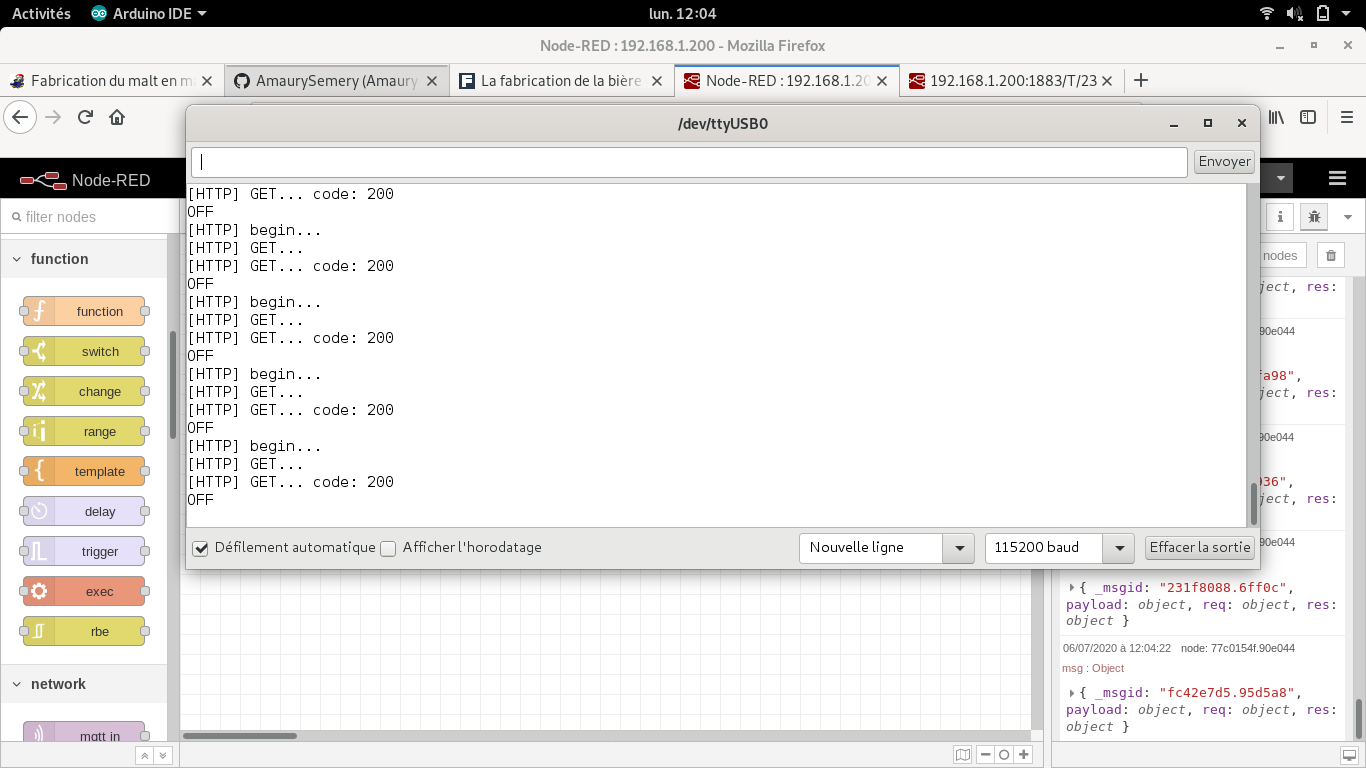 Activités Arduino IDE lun. 12:04
Node-RED : 192.168.1.200 - Mozilla Firefox
Fabrication du malt en m AmaurySemery (Amaury La fabrication de la bière Node-RED : 192.168.1.20 192.168.1.200:1883/T/23
/dev/ttyUSB0
Envoyer
Node-RED
filter nodes
function
function
switch
change
range
template
delay
trigger
exec
rbe
network
mqtt in
[HTTP] GET... code: 200
OFF
[HTTP] begin...
[HTTP] GET...
[HTTP] GET... code: 200
OFF
[HTTP] begin...
[HTTP] GET...
[HTTP] GET... code: 200
OFF
[HTTP] begin...
[HTTP] GET...
[HTTP] GET... code: 200
OFF
[HTTP] begin...
[HTTP] GET...
[HTTP] GET... code: 200
OFF
Défilement automatique Afficher l'horodatage Nouvelle ligne 115200 baud Effacer la sortie
nodes
ject, res:
90e044
fa98",
ject, res:
90e044
936",
ject, res:
90e044
{ _msgid: "231f8088.6ff0c",
payload: object, req: object, res:
object }
06/07/2020 à 12:04:22 node: 77c0154f.90e044
msg : Object
{ _msgid: "fc42e7d5.95d5a8",
payload: object, req: object, res:
object }